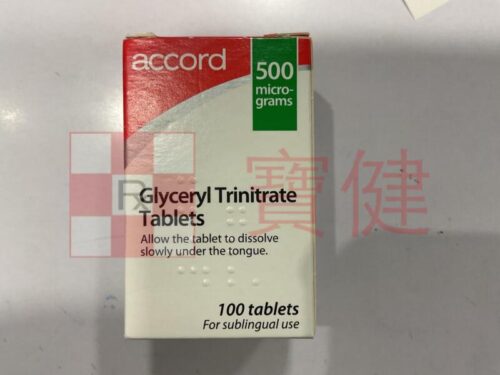 accord
500
micro-
grams
Glyceryl Trinitrate
Tablets
Allow the tablet to dissolve
slowly under the tongue.
100 tablets
For sublingual use
Rx
寶健